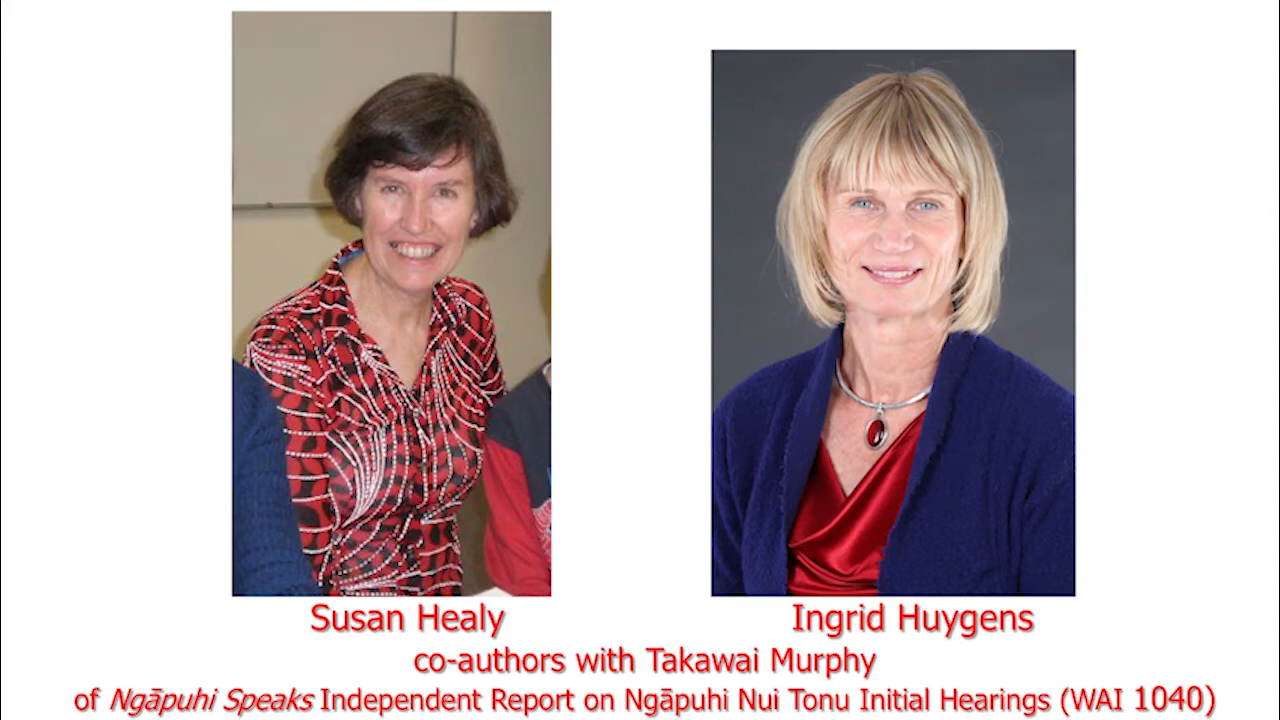 Susan Healy
Ingrid Huygens
co-authors with Takawai Murphy
of Ngāpuhi Speaks Independent Report on Ngāpuhi Nui Tonu Initial Hearings (WAI 1040)